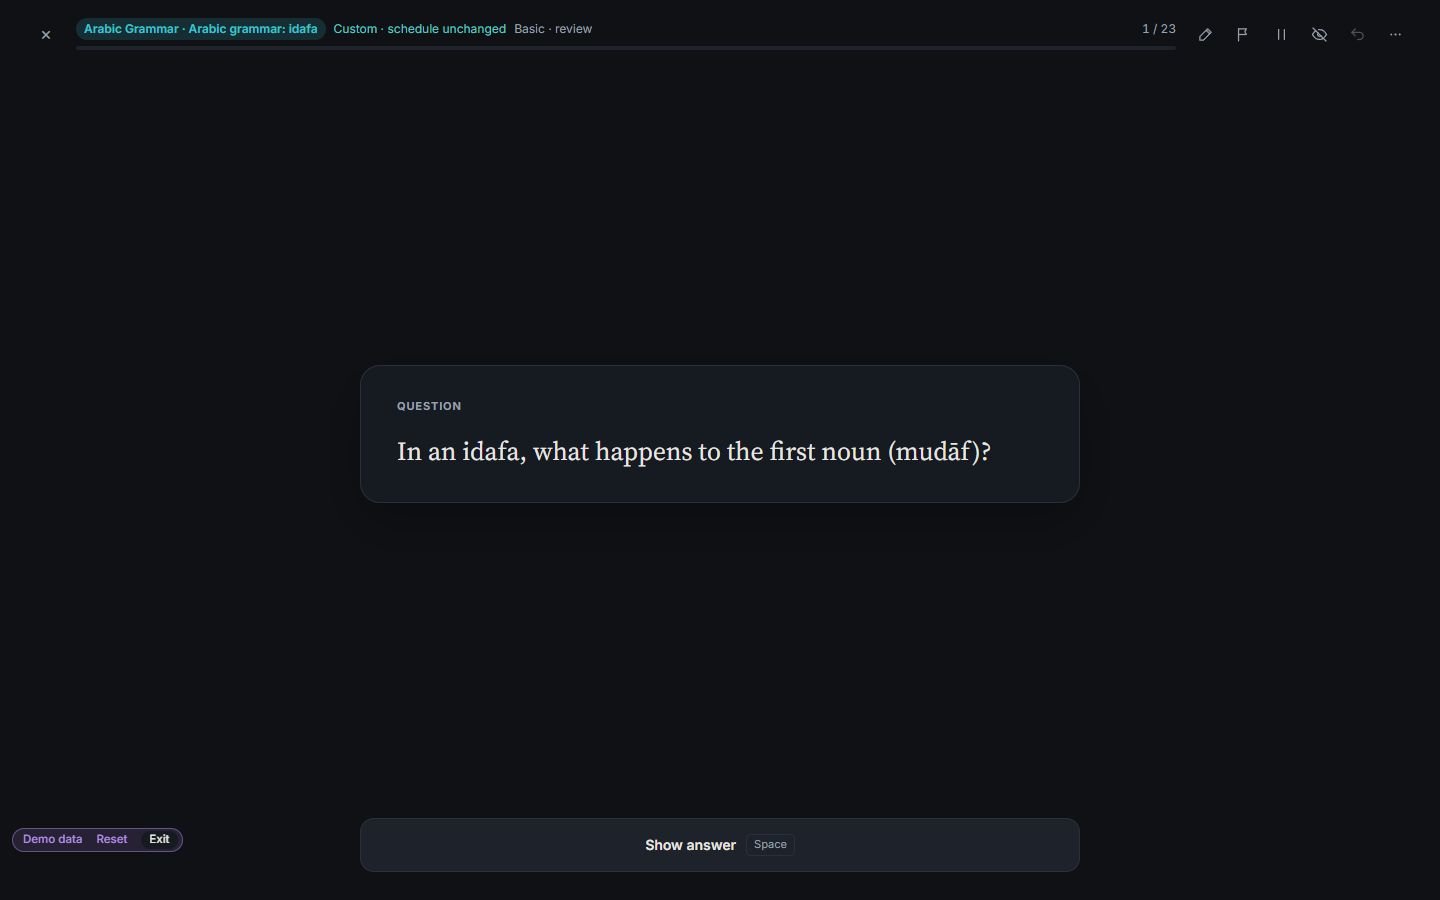 Arabic Grammar · Arabic grammar: idafa Custom · schedule unchanged Basic · review 1 / 23
QUESTION
In an idafa, what happens to the first noun (mudāf)?
Demo data Reset Exit
Show answer Space